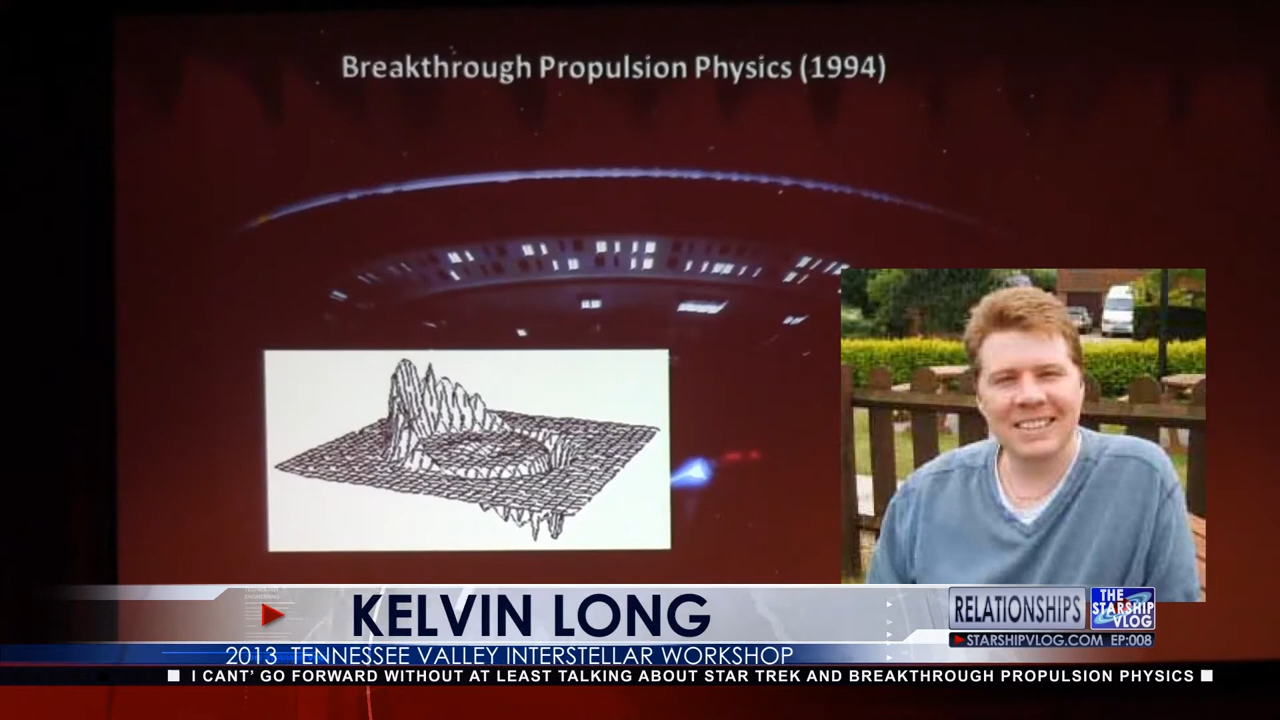 Breakthrough Propulsion Physics (1994)
KELVIN LONG
RELATIONSHIPS
THE
STARSHIP
VLOG
STARSHIPVLOG.COM EP:008
2013 TENNESSEE VALLEY INTERSTELLAR WORKSHOP
I CANT' GO FORWARD WITHOUT AT LEAST TALKING ABOUT STAR TREK AND BREAKTHROUGH PROPULSION PHYSICS